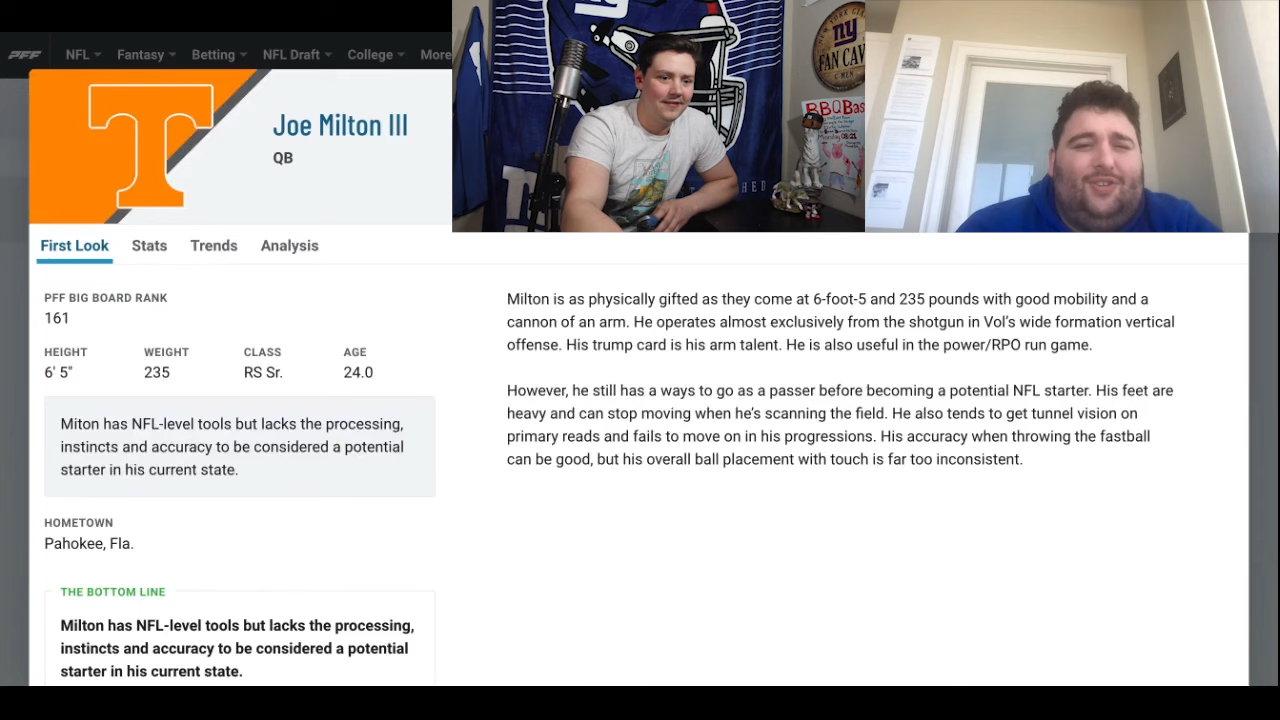 PFF
NFL
Fantasy
Betting
NFL Draft
College
More
T
Joe Milton III
QB
ny
FAN CAV
BBQ Bas
HED
First Look
Stats
Trends
Analysis
PFF BIG BOARD RANK
161
HEIGHT
WEIGHT
CLASS
AGE
6' 5"
235
RS Sr.
24.0
Miton has NFL-level tools but lacks the processing,
instincts and accuracy to be considered a potential
starter in his current state.
HOMETOWN
Pahokee, Fla.
THE BOTTOM LINE
Milton has NFL-level tools but lacks the processing,
instincts and accuracy to be considered a potential
starter in his current state.
Milton is as physically gifted as they come at 6-foot-5 and 235 pounds with good mobility and a
cannon of an arm. He operates almost exclusively from the shotgun in Vol’s wide formation vertical
offense. His trump card is his arm talent. He is also useful in the power/RPO run game.
However, he still has a ways to go as a passer before becoming a potential NFL starter. His feet are
heavy and can stop moving when he’s scanning the field. He also tends to get tunnel vision on
primary reads and fails to move on in his progressions. His accuracy when throwing the fastball
can be good, but his overall ball placement with touch is far too inconsistent.